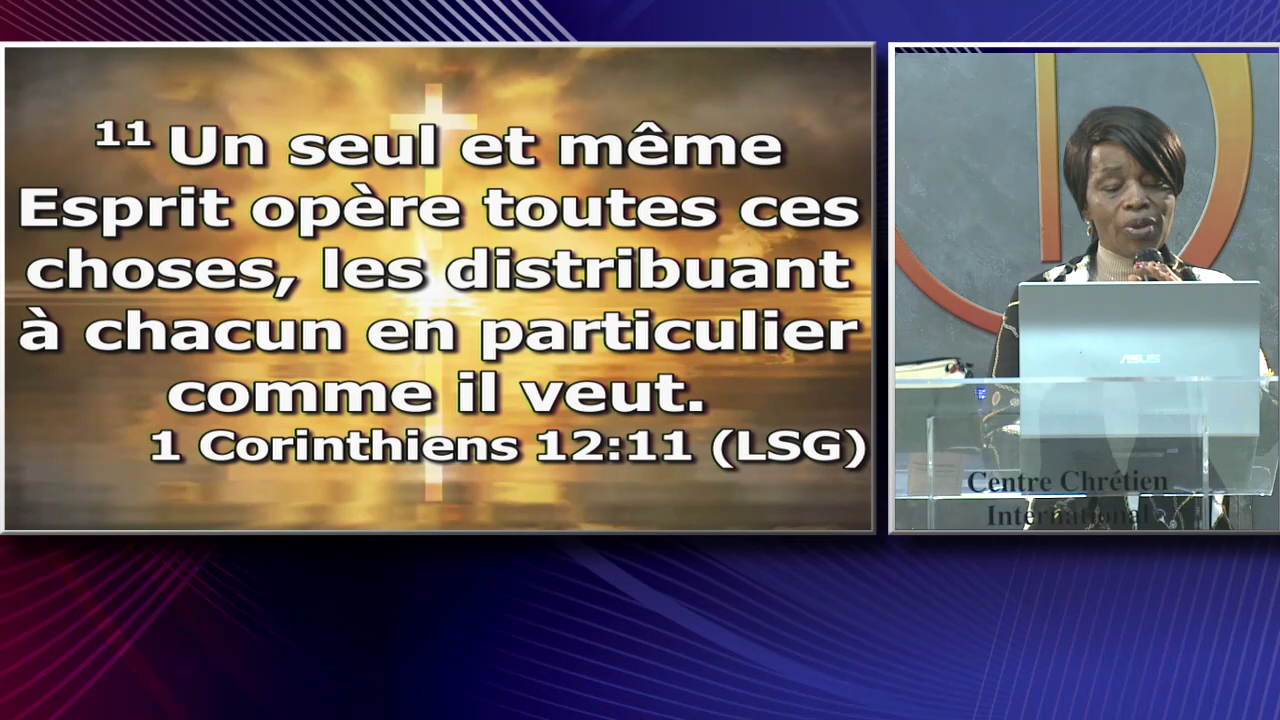 11 Un seul et même
Esprit opère toutes ces
choses, les distribuant
à chacun en particulier
comme il veut.
1 Corinthiens 12:11 (LSG)
ASUS
Centre Chrétien
International